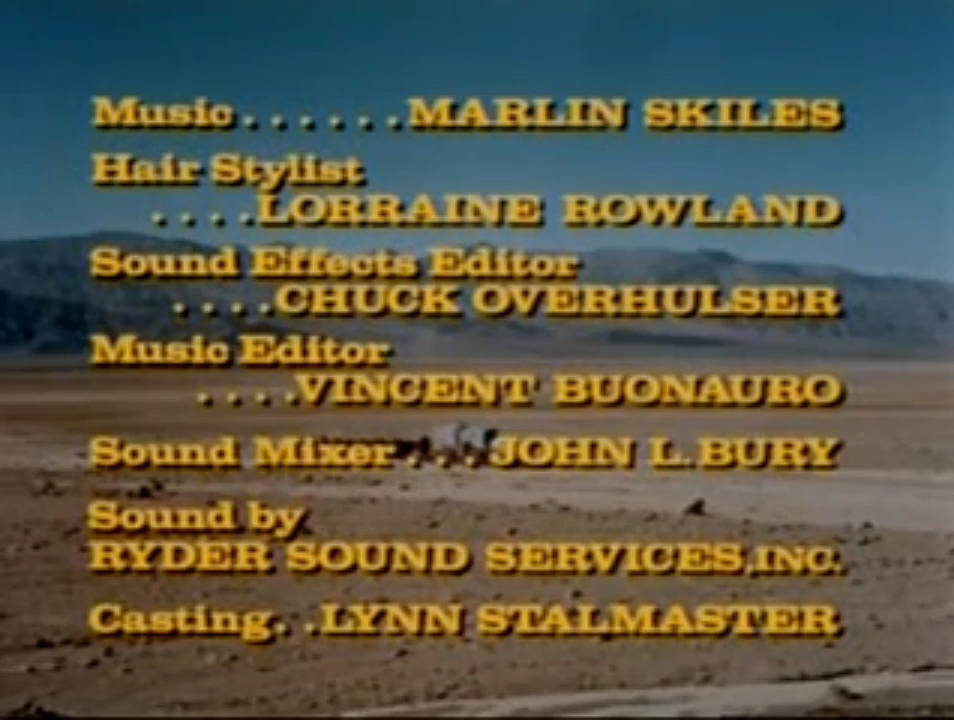 Music......MARLIN SKILES
Hair Stylist
....LORRAINE ROWLAND
Sound Effects Editor
....CHUCK OVERHULSER
Music Editor
....VINCENT BUONAURO
Sound Mixer....JOHN L. BURY
Sound by
RYDER SOUND SERVICES, INC.
Casting..LYNN STALMASTER